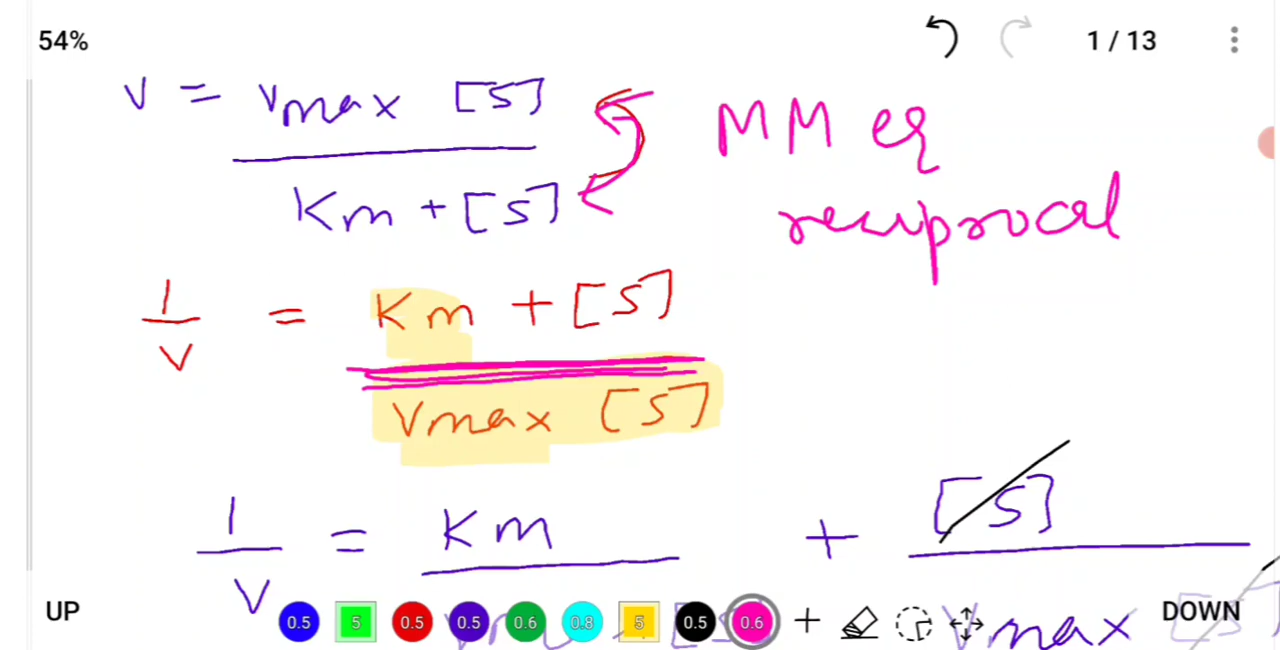 54%
1 / 13
v = vmax [S]
Km + [S]
MM eq
reciprocal
1
v
= Km + [S]
Vmax [S]
1
v
= Km + [S]
Vmax [S]
UP
0.5 5 0.5 0.5 0.6 0.8 5 0.5 0.6 +
DOWN